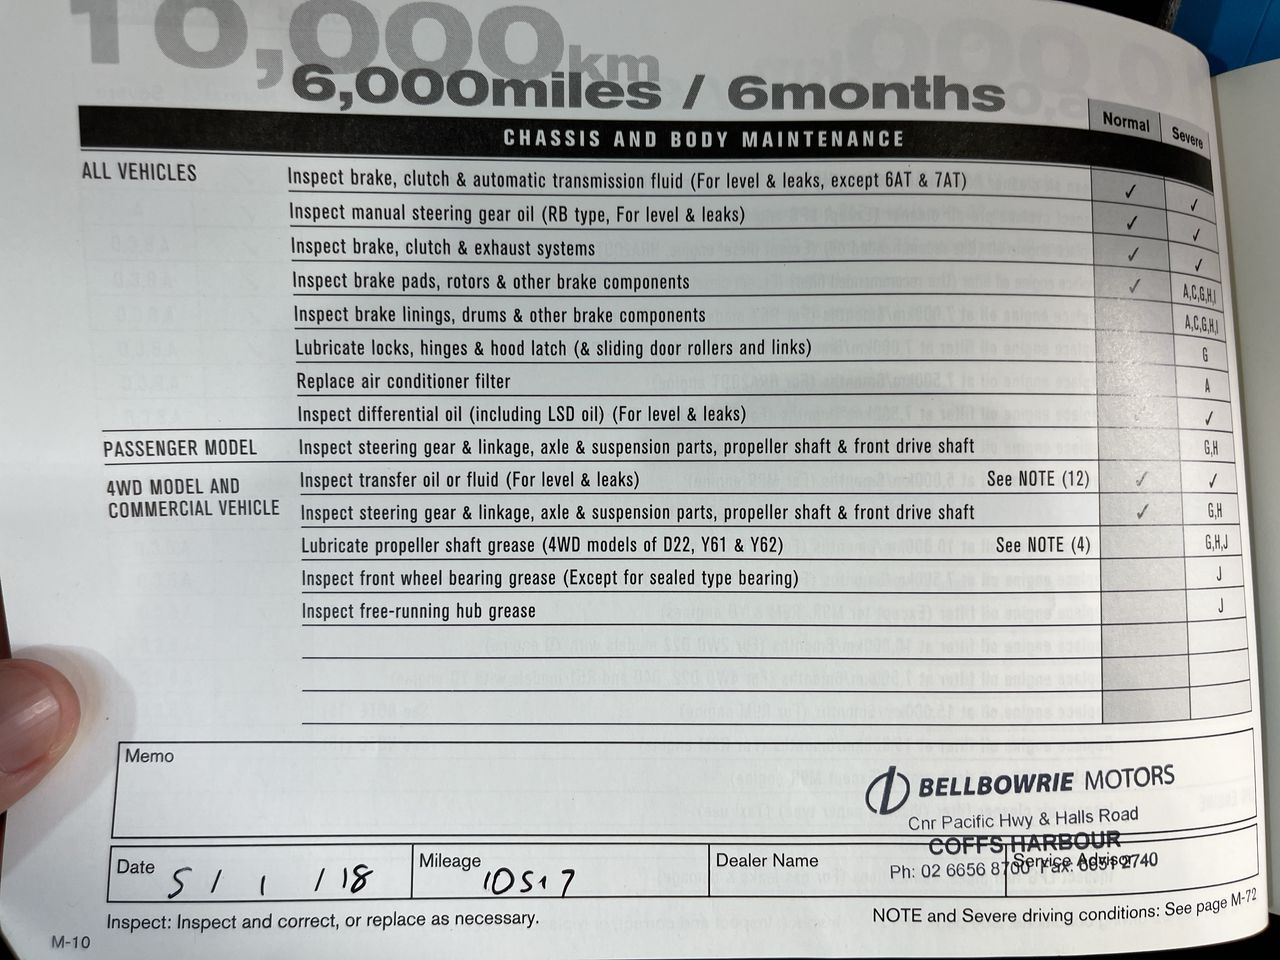 10,000km
6,000miles / 6months
CHASSIS AND BODY MAINTENANCE Normal Severe
ALL VEHICLES Inspect brake, clutch & automatic transmission fluid (For level & leaks, except 6AT & 7AT) ✓ ✓
Inspect manual steering gear oil (RB type, For level & leaks) ✓ ✓
Inspect brake, clutch & exhaust systems ✓ ✓
Inspect brake pads, rotors & other brake components ✓ A,C,G,H,I
Inspect brake linings, drums & other brake components A,C,G,H,I
Lubricate locks, hinges & hood latch (& sliding door rollers and links) G
Replace air conditioner filter A
Inspect differential oil (including LSD oil) (For level & leaks) ✓
PASSENGER MODEL Inspect steering gear & linkage, axle & suspension parts, propeller shaft & front drive shaft G,H
4WD MODEL AND COMMERCIAL VEHICLE Inspect transfer oil or fluid (For level & leaks) See NOTE (12) ✓ ✓
Inspect steering gear & linkage, axle & suspension parts, propeller shaft & front drive shaft ✓ G,H
Lubricate propeller shaft grease (4WD models of D22, Y61 & Y62) See NOTE (4) G,H,J
Inspect front wheel bearing grease (Except for sealed type bearing) J
Inspect free-running hub grease J
Memo
BELLBOWRIE MOTORS
Cnr Pacific Hwy & Halls Road
COFFS HARBOUR
Ph: 02 6656 8700 Fax: 6651 2740
Date 5 / 1 / 18 Mileage 10517 Dealer Name Service Advisor
Inspect: Inspect and correct, or replace as necessary. NOTE and Severe driving conditions: See page M-72
M-10